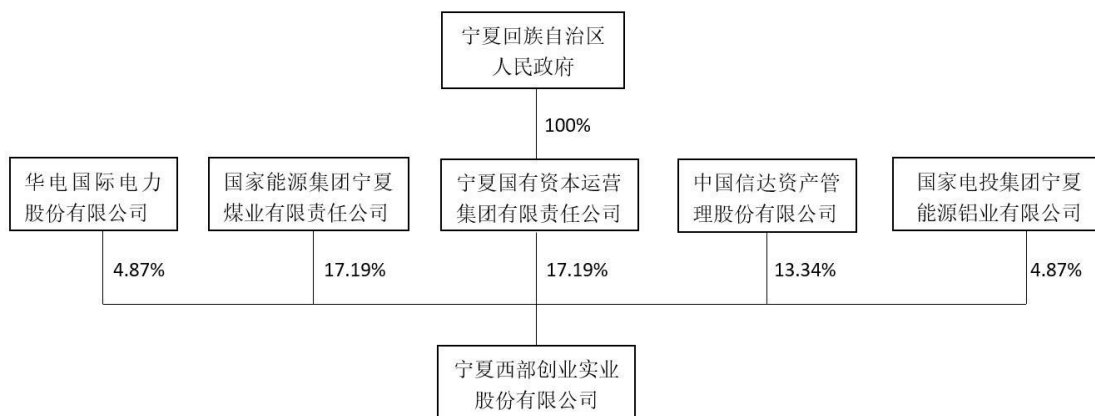 宁夏回族自治区
人民政府
100%
华电国际电力
股份有限公司
国家能源集团宁夏
煤业有限责任公司
宁夏国有资本运营
集团有限责任公司
中国信达资产管
理股份有限公司
国家电投集团宁夏
能源铝业有限公司
4.87%
17.19%
17.19%
13.34%
4.87%
宁夏西部创业实业
股份有限公司